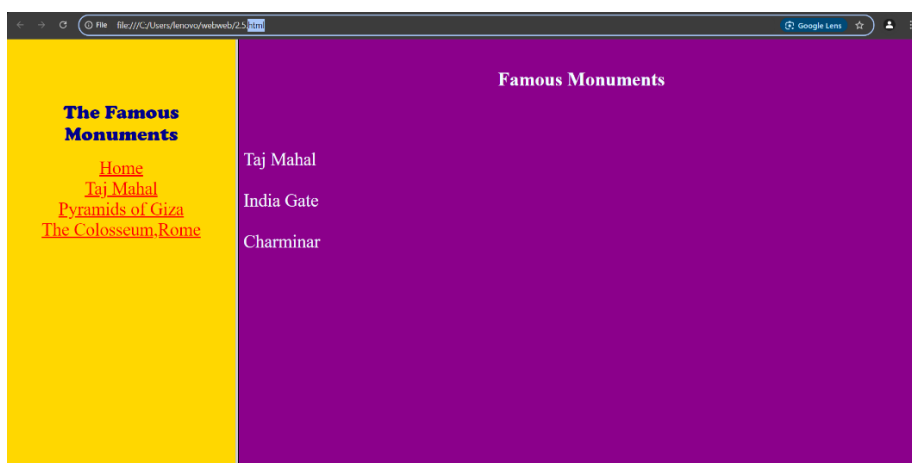 File file:///C:/Users/lenovo/webweb/2.5.html
Google Lens
The Famous
Monuments
Home
Taj Mahal
Pyramids of Giza
The Colosseum,Rome
Famous Monuments
Taj Mahal
India Gate
Charminar